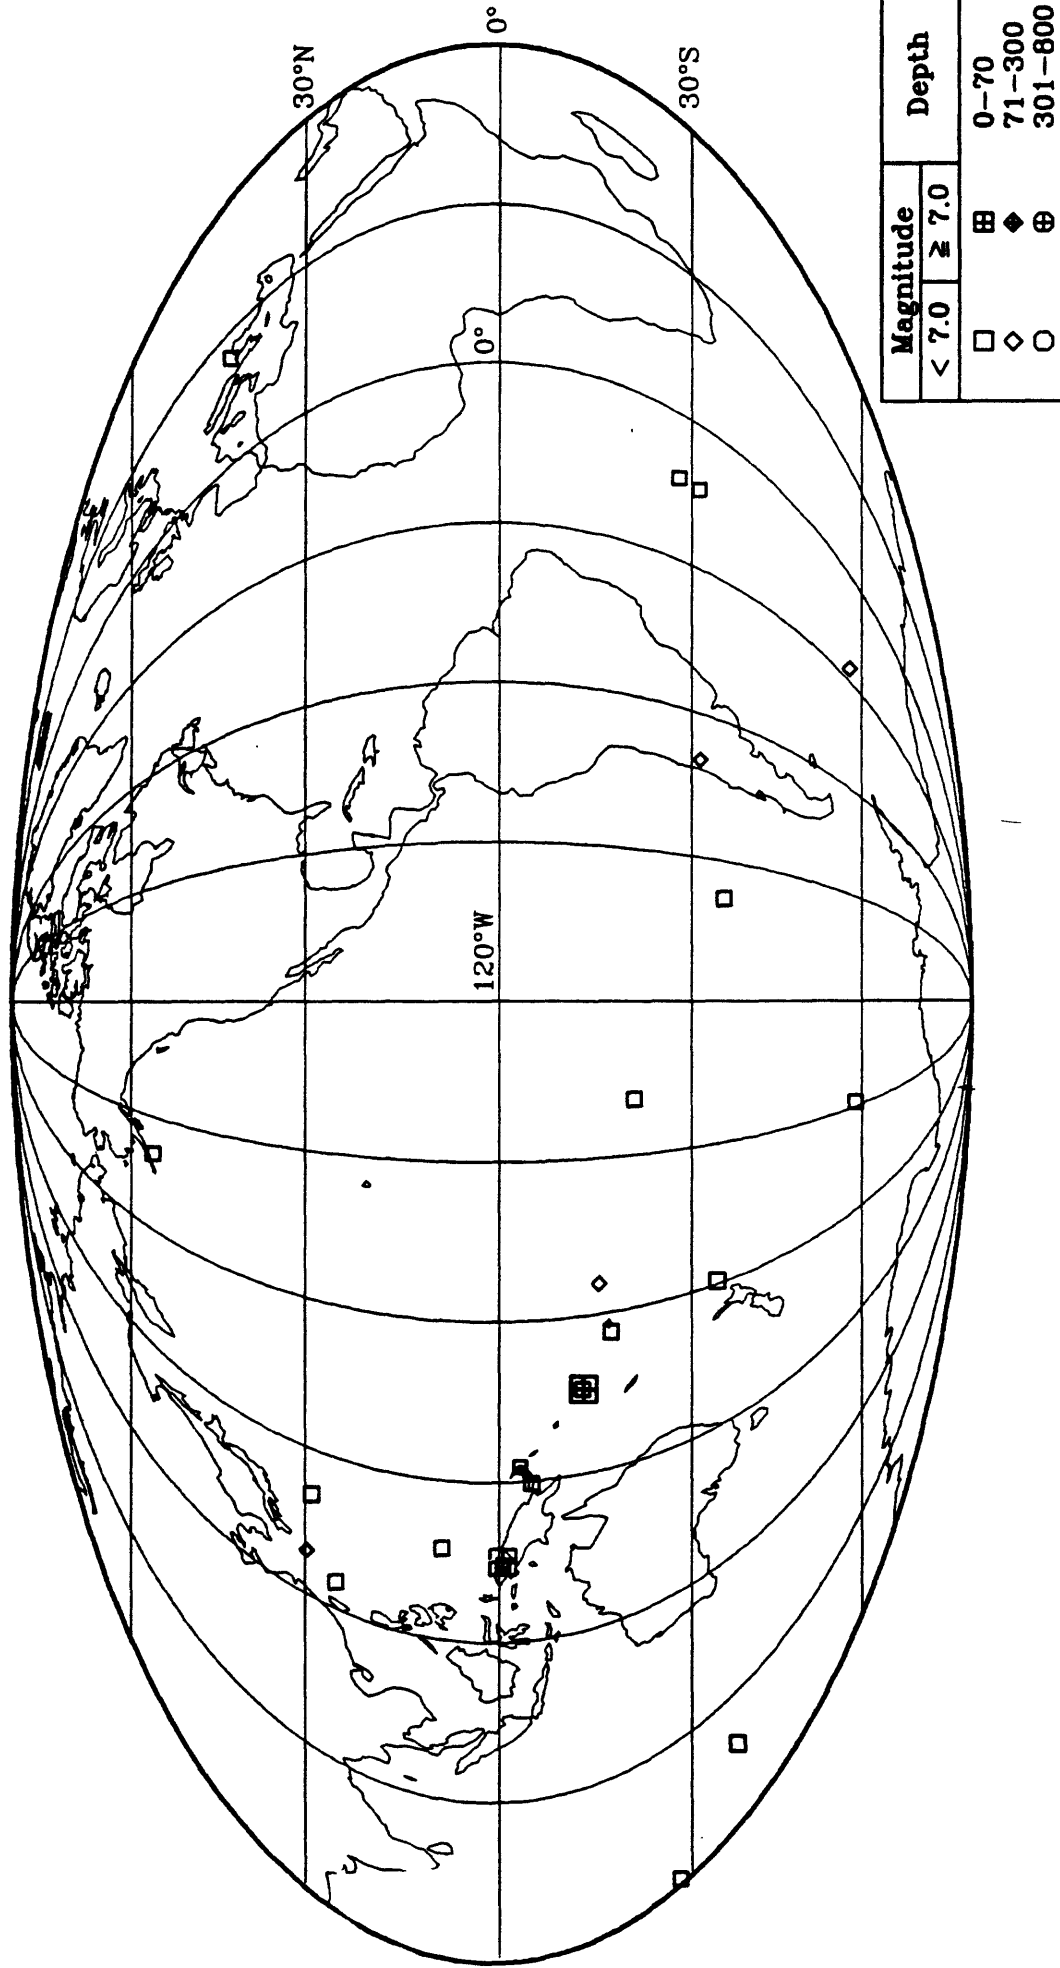 30°N
0°
30°S
0°
120°W
Magnitude Depth
< 7.0 ≥ 7.0
□ ⊞ 0-70
◇ ◈ 71-300
○ ⊕ 301-800